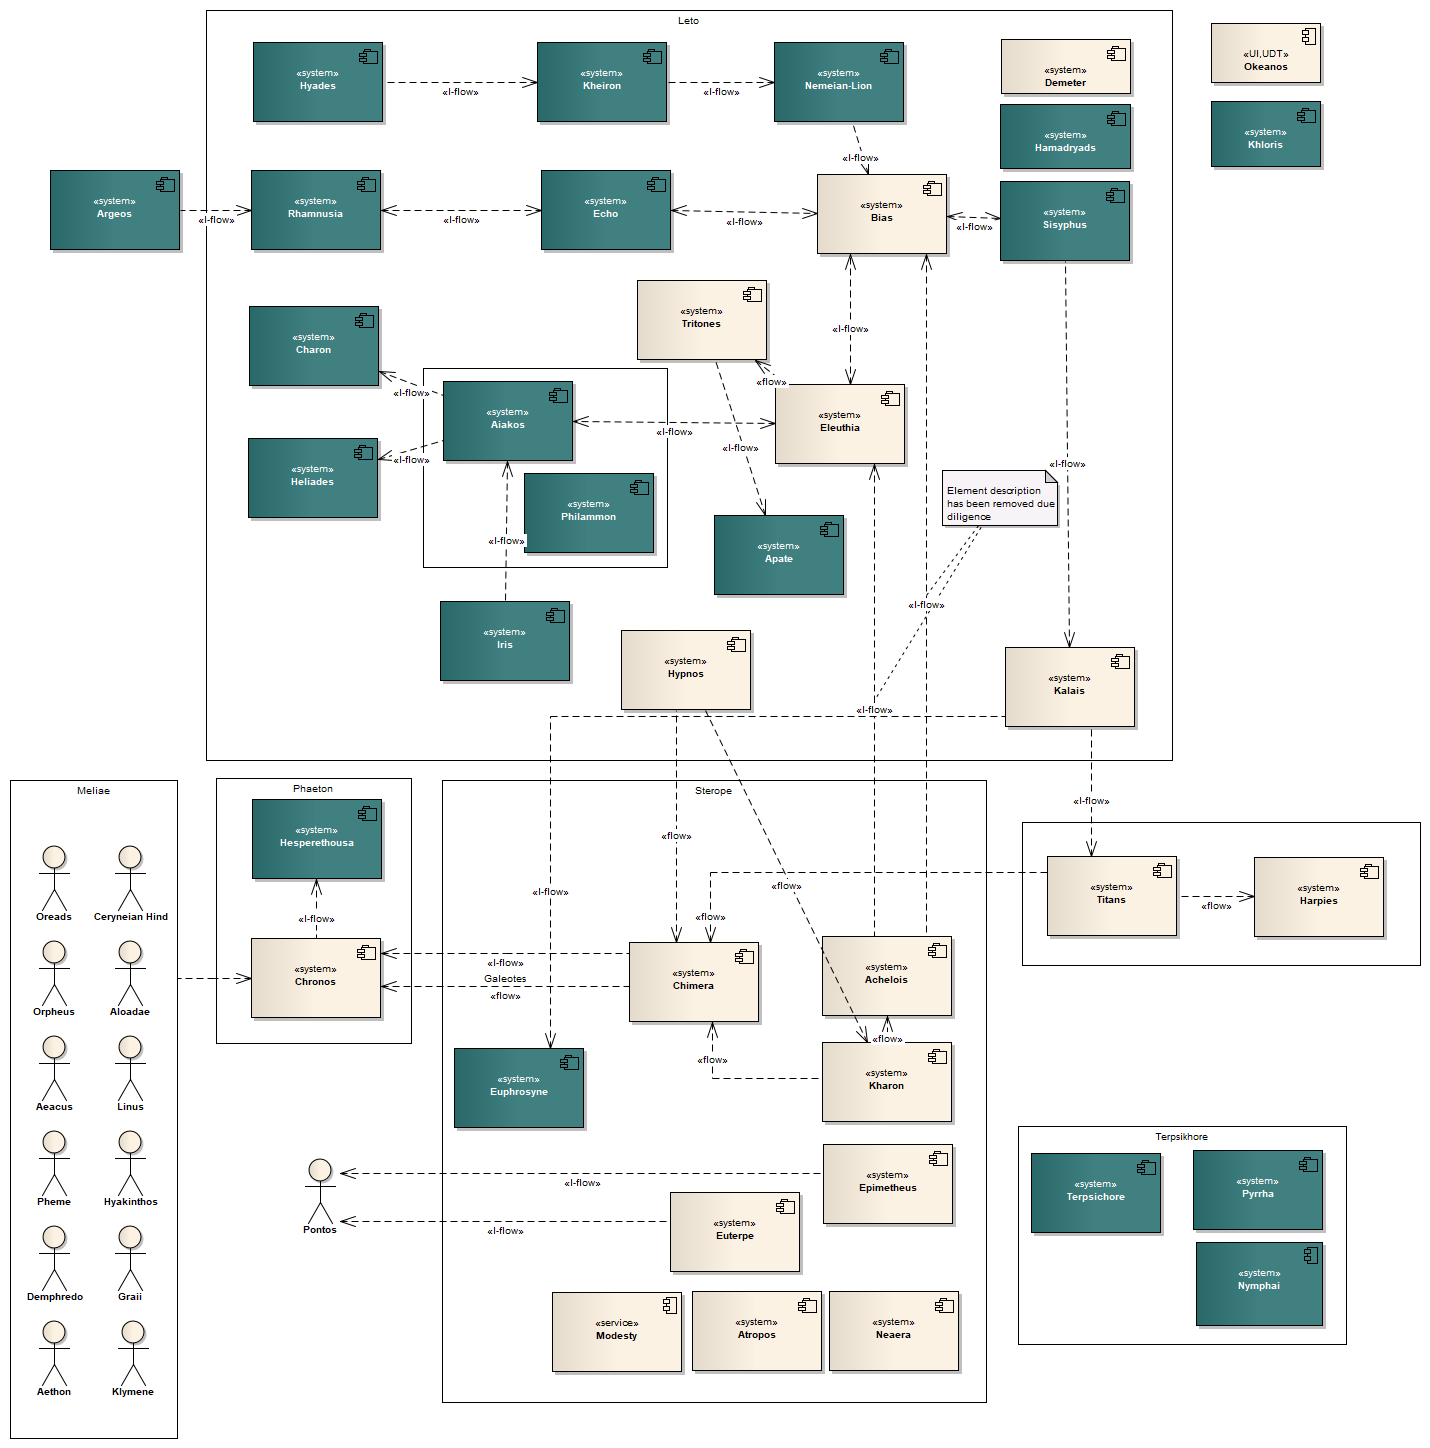 Leto
«system»
Hyades
«I-flow»
«system»
Kheiron
«I-flow»
«system»
Nemeian-Lion
«system»
Demeter
«UI,UDT»
Okeanos
«system»
Hamadryads
«system»
Khloris
«I-flow»
«system»
Argeos
«I-flow»
«system»
Rhamnusia
«I-flow»
«system»
Echo
«I-flow»
«system»
Bias
«I-flow»
«system»
Sisyphus
«system»
Tritones
«I-flow»
«system»
Charon
«flow»
«I-flow»
«system»
Aiakos
«I-flow»
«system»
Eleuthia
«I-flow»
«system»
Heliades
«I-flow»
«I-flow»
Element description
has been removed due
diligence
«system»
Philammon
«I-flow»
«system»
Apate
«I-flow»
«system»
Iris
«system»
Hypnos
«system»
Kalais
«I-flow»
Meliae
Phaeton
Sterope
«I-flow»
«system»
Hesperethousa
«flow»
«I-flow»
«flow»
«flow»
«system»
Titans
«flow»
«system»
Harpies
Oreads
Ceryneian Hind
«I-flow»
«system»
Chronos
«I-flow»
Galeotes
«flow»
«system»
Chimera
«system»
Achelois
Orpheus
Aloadae
«flow»
«flow»
«system»
Kharon
«system»
Euphrosyne
Aeacus
Linus
Terpsikhore
«system»
Terpsichore
«system»
Pyrrha
«system»
Nymphai
Pheme
Hyakinthos
Pontos
«I-flow»
«system»
Epimetheus
«I-flow»
«system»
Euterpe
Demphredo
Graii
«service»
Modesty
«system»
Atropos
«system»
Neaera
Aethon
Klymene